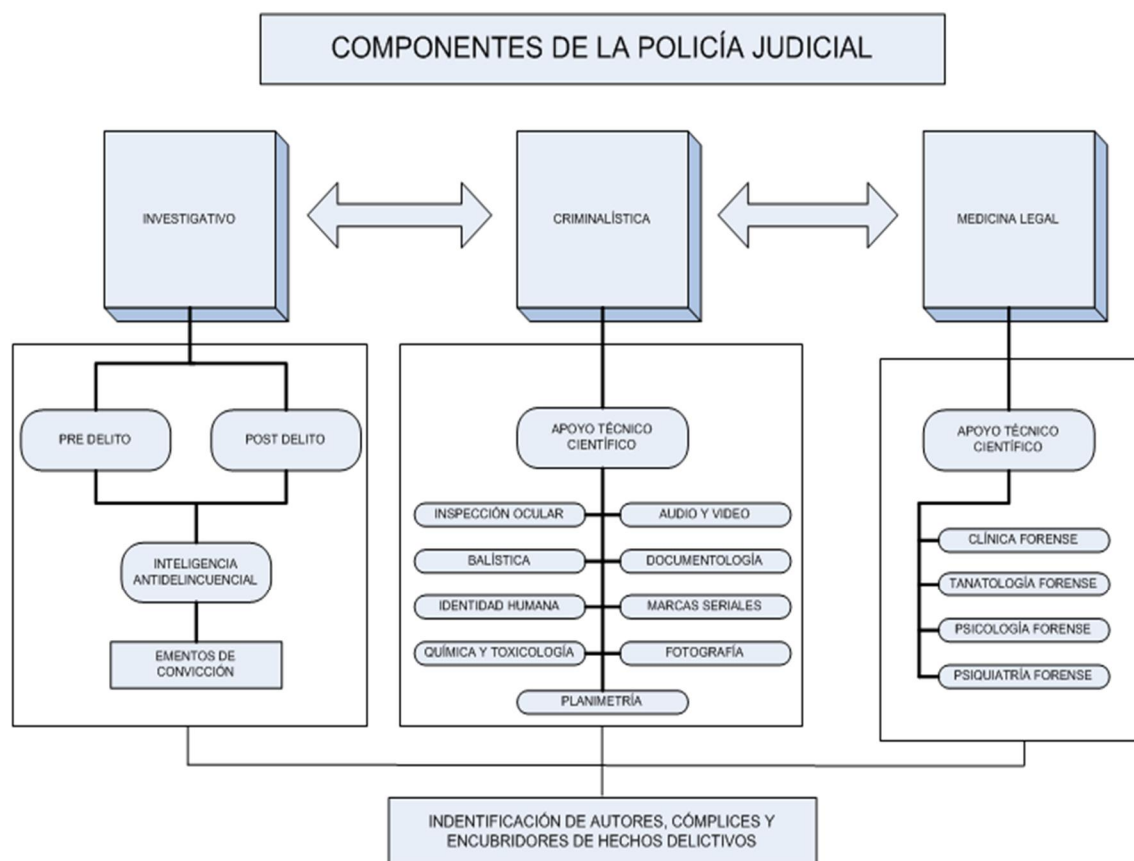 COMPONENTES DE LA POLICÍA JUDICIAL
INVESTIGATIVO
CRIMINALÍSTICA
MEDICINA LEGAL
PRE DELITO
POST DELITO
INTELIGENCIA
ANTIDELINCUENCIAL
EMENTOS DE
CONVICCIÓN
APOYO TÉCNICO
CIENTÍFICO
INSPECCIÓN OCULAR
AUDIO Y VIDEO
BALÍSTICA
DOCUMENTOLOGÍA
IDENTIDAD HUMANA
MARCAS SERIALES
QUÍMICA Y TOXICOLOGÍA
FOTOGRAFÍA
PLANIMETRÍA
APOYO TÉCNICO
CIENTÍFICO
CLÍNICA FORENSE
TANATOLOGÍA FORENSE
PSICOLOGÍA FORENSE
PSIQUIATRÍA FORENSE
INDENTIFICACIÓN DE AUTORES, CÓMPLICES Y
ENCUBRIDORES DE HECHOS DELICTIVOS